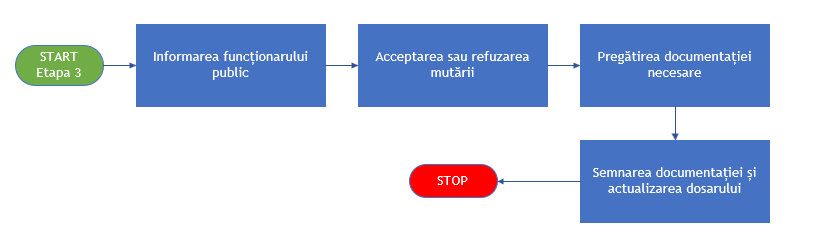 START
Etapa 3
Informarea funcționarului
public
Acceptarea sau refuzarea
mutării
Pregătirea documentației
necesare
Semnarea documentației și
actualizarea dosarului
STOP